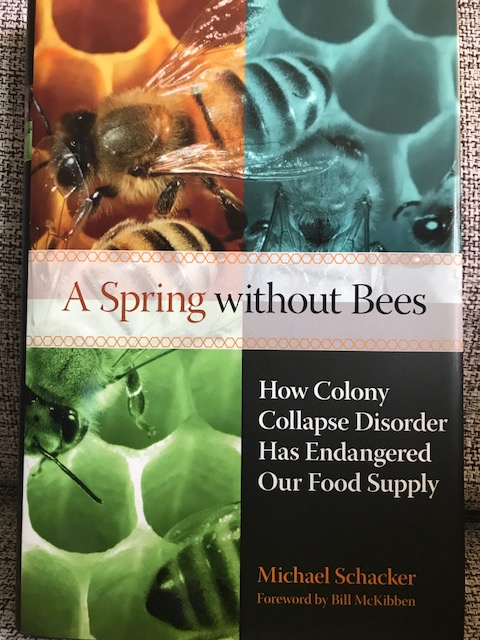 A Spring without Bees
How Colony
Collapse Disorder
Has Endangered
Our Food Supply
Michael Schacker
Foreword by Bill McKibben